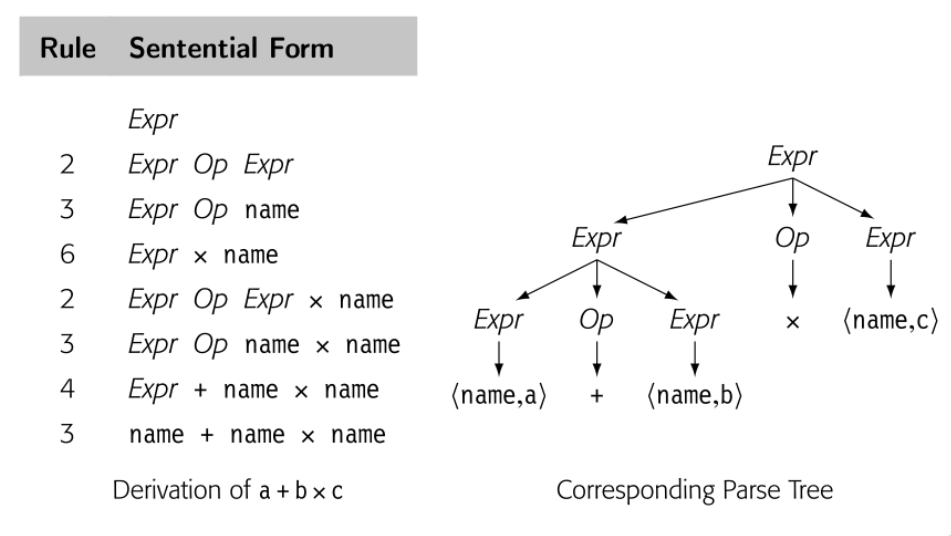 Rule Sentential Form
Expr
2 Expr Op Expr
3 Expr Op name
6 Expr × name
2 Expr Op Expr × name
3 Expr Op name × name
4 Expr + name × name
3 name + name × name
Derivation of a + b × c
Expr
Expr Op Expr
Expr Op Expr × ⟨name,c⟩
⟨name,a⟩ + ⟨name,b⟩
Corresponding Parse Tree